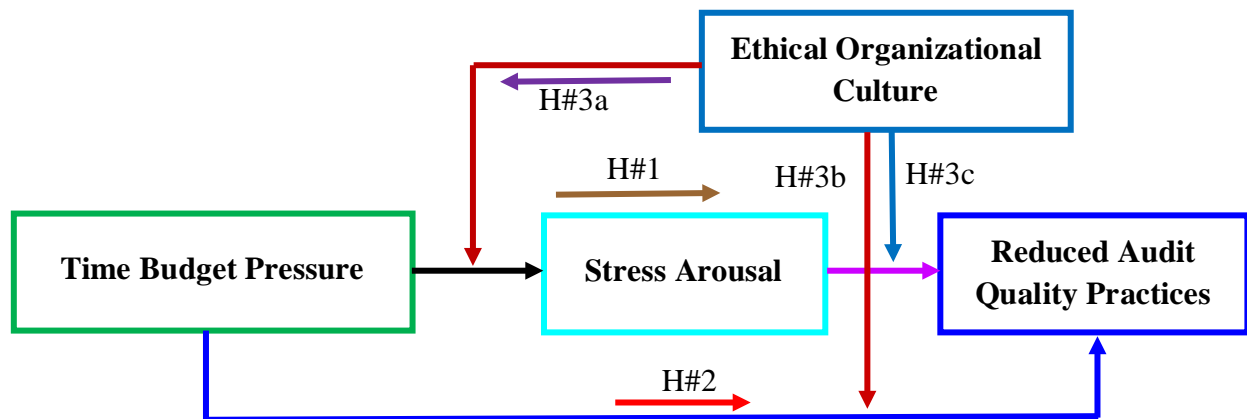 Ethical Organizational
Culture
H#3a
H#1
H#3b
H#3c
Time Budget Pressure
Stress Arousal
Reduced Audit
Quality Practices
H#2